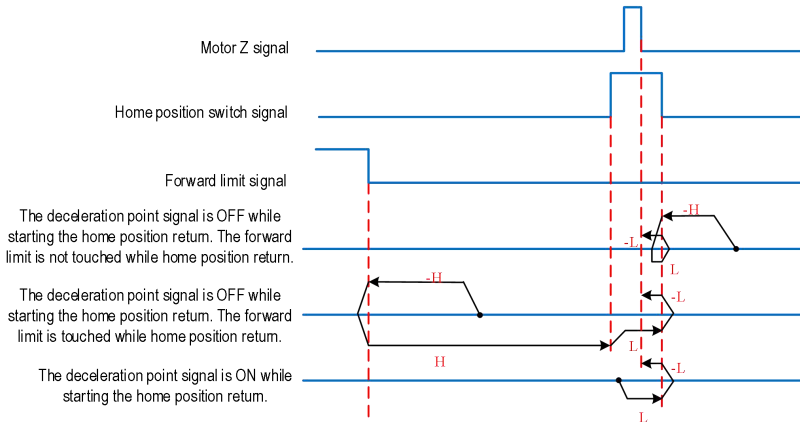 Motor Z signal
Home position switch signal
Forward limit signal
The deceleration point signal is OFF while
starting the home position return. The forward
limit is not touched while home position return.
-H
-L
L
The deceleration point signal is OFF while
starting the home position return. The forward
limit is touched while home position return.
-H
-L
L
H
The deceleration point signal is ON while
starting the home position return.
-L
L